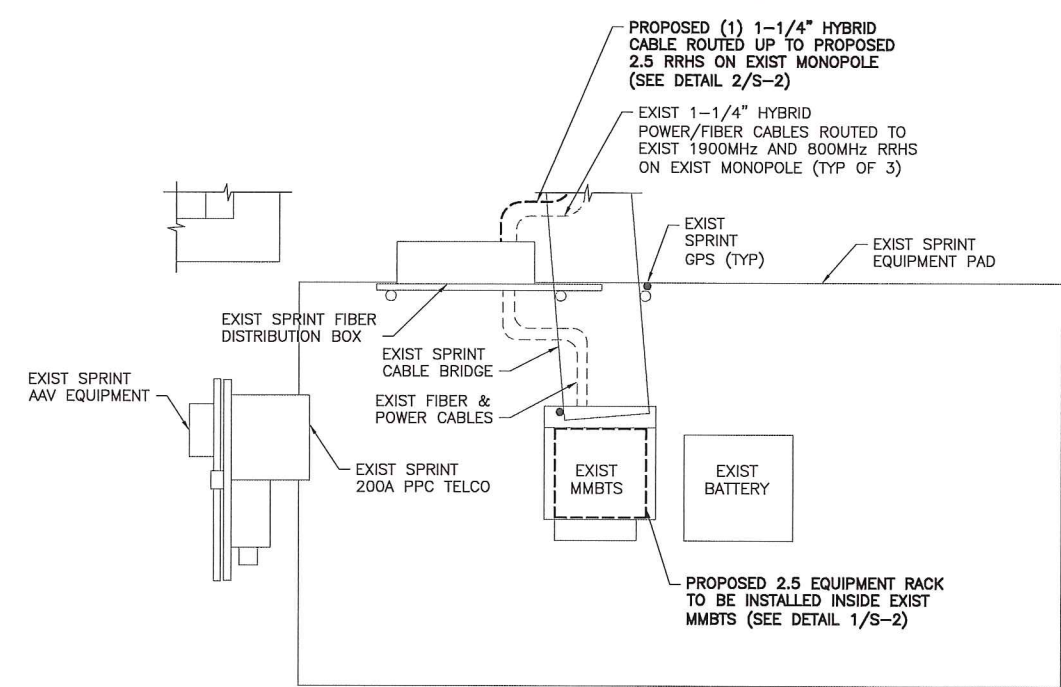 PROPOSED (1) 1-1/4" HYBRID
CABLE ROUTED UP TO PROPOSED
2.5 RRHS ON EXIST MONOPOLE
(SEE DETAIL 2/S-2)
EXIST 1-1/4" HYBRID
POWER/FIBER CABLES ROUTED TO
EXIST 1900MHz AND 800MHz RRHS
ON EXIST MONOPOLE (TYP OF 3)
EXIST
SPRINT
GPS (TYP)
EXIST SPRINT
EQUIPMENT PAD
EXIST SPRINT FIBER
DISTRIBUTION BOX
EXIST SPRINT
CABLE BRIDGE
EXIST SPRINT
AAV EQUIPMENT
EXIST FIBER &
POWER CABLES
EXIST SPRINT
200A PPC TELCO
EXIST
MMBTS
EXIST
BATTERY
PROPOSED 2.5 EQUIPMENT RACK
TO BE INSTALLED INSIDE EXIST
MMBTS (SEE DETAIL 1/S-2)